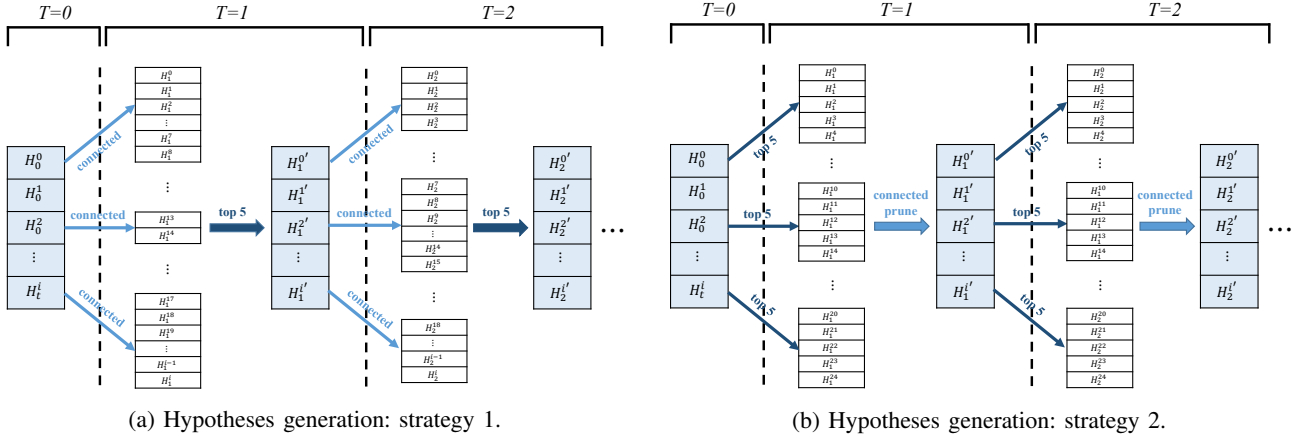 T=0
T=1
T=2
connected
connected
connected
H_0^0
H_0^1
H_0^2
⋮
H_t^i
H_1^0
H_1^1
H_1^2
⋮
H_1^7
H_1^8
⋮
H_1^13
H_1^14
⋮
H_1^17
H_1^18
H_1^19
⋮
H_1^{i-1}
H_1^i
top 5
H_1^{0'}
H_1^{1'}
H_1^{2'}
⋮
H_1^{i'}
connected
connected
connected
H_2^0
H_2^1
H_2^2
H_2^3
⋮
H_2^7
H_2^8
H_2^9
⋮
H_2^14
H_2^15
⋮
H_2^18
⋮
H_2^{i-1}
H_2^i
top 5
H_2^{0'}
H_2^{1'}
H_2^{2'}
⋮
H_2^{i'}
...
(a) Hypotheses generation: strategy 1.
T=0
T=1
T=2
H_0^0
H_0^1
H_0^2
⋮
H_t^i
top 5
top 5
top 5
H_1^0
H_1^1
H_1^2
H_1^3
H_1^4
⋮
H_1^10
H_1^11
H_1^12
H_1^13
H_1^14
⋮
H_1^20
H_1^21
H_1^22
H_1^23
H_1^24
connected
prune
H_1^{0'}
H_1^{1'}
H_1^{2'}
⋮
H_1^{i'}
top 5
top 5
top 5
H_2^0
H_2^1
H_2^2
H_2^3
H_2^4
⋮
H_1^10
H_1^11
H_1^12
H_1^13
H_1^14
⋮
H_2^20
H_2^21
H_2^22
H_2^23
H_2^24
connected
prune
H_2^{0'}
H_2^{1'}
H_2^{2'}
⋮
H_2^{i'}
...
(b) Hypotheses generation: strategy 2.